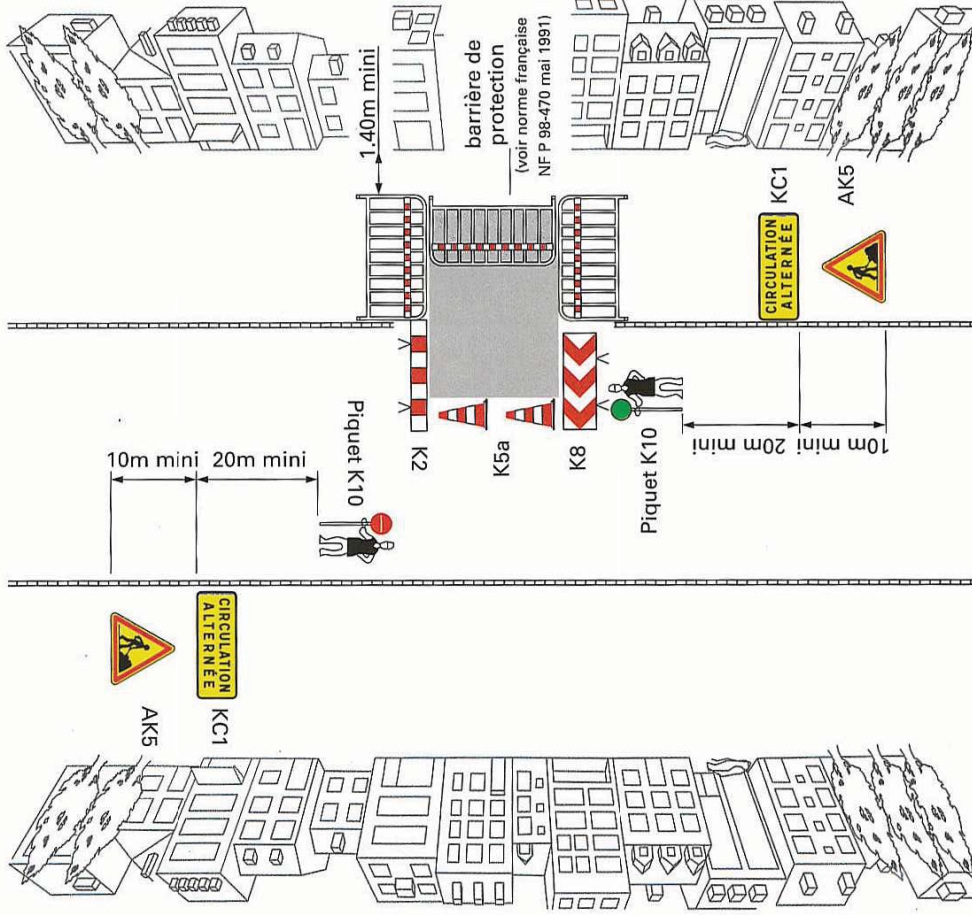 1.40m mini
barrière de
protection
(voir norme française
NF P 98-470 mai 1991)
KC1
AK5
CIRCULATION
ALTERNÉE
10m mini
20m mini
Piquet K10
K2
K5a
K8
Piquet K10
20m mini
10m mini
CIRCULATION
ALTERNÉE
AK5
KC1